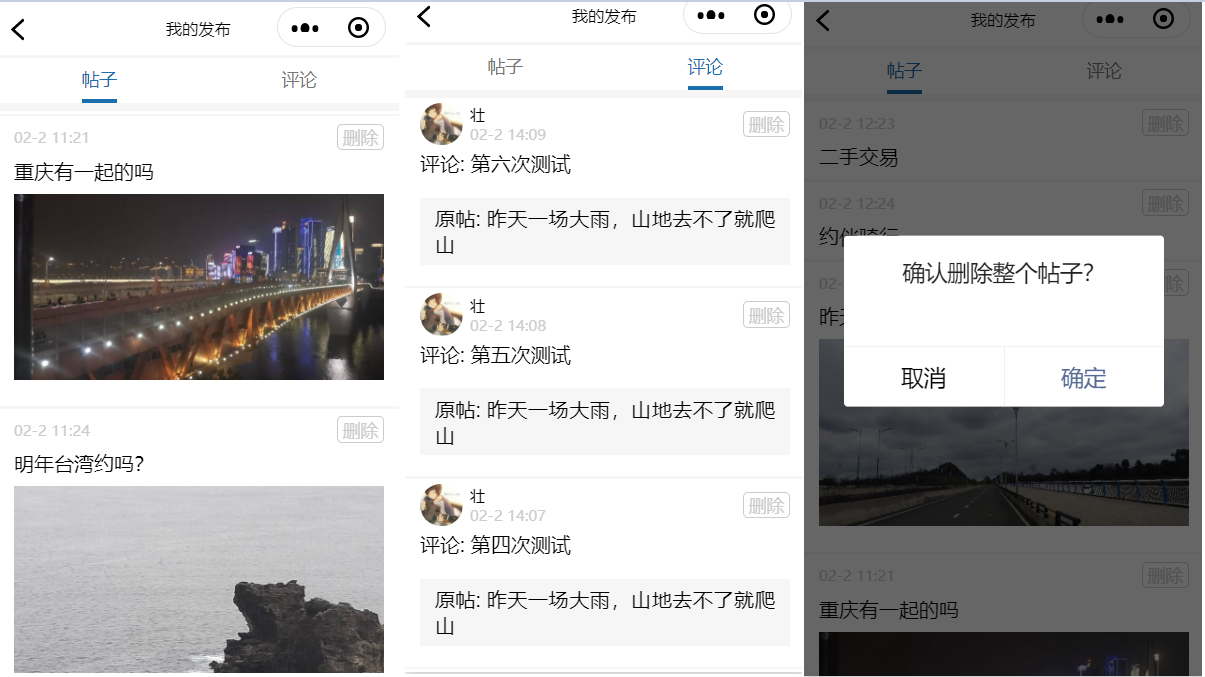 我的发布
帖子
评论
02-2 11:21
删除
重庆有一起的吗
02-2 11:24
删除
明年台湾约吗？
我的发布
帖子
评论
壮
02-2 14:09
删除
评论: 第六次测试
原帖: 昨天一场大雨，山地去不了就爬
山
壮
02-2 14:08
删除
评论: 第五次测试
原帖: 昨天一场大雨，山地去不了就爬
山
壮
02-2 14:07
删除
评论: 第四次测试
原帖: 昨天一场大雨，山地去不了就爬
山
我的发布
帖子
评论
02-2 12:23
删除
二手交易
02-2 12:24
删除
约伴骑行
02-
除
昨
确认删除整个帖子？
取消
确定
02-2 11:21
删除
重庆有一起的吗